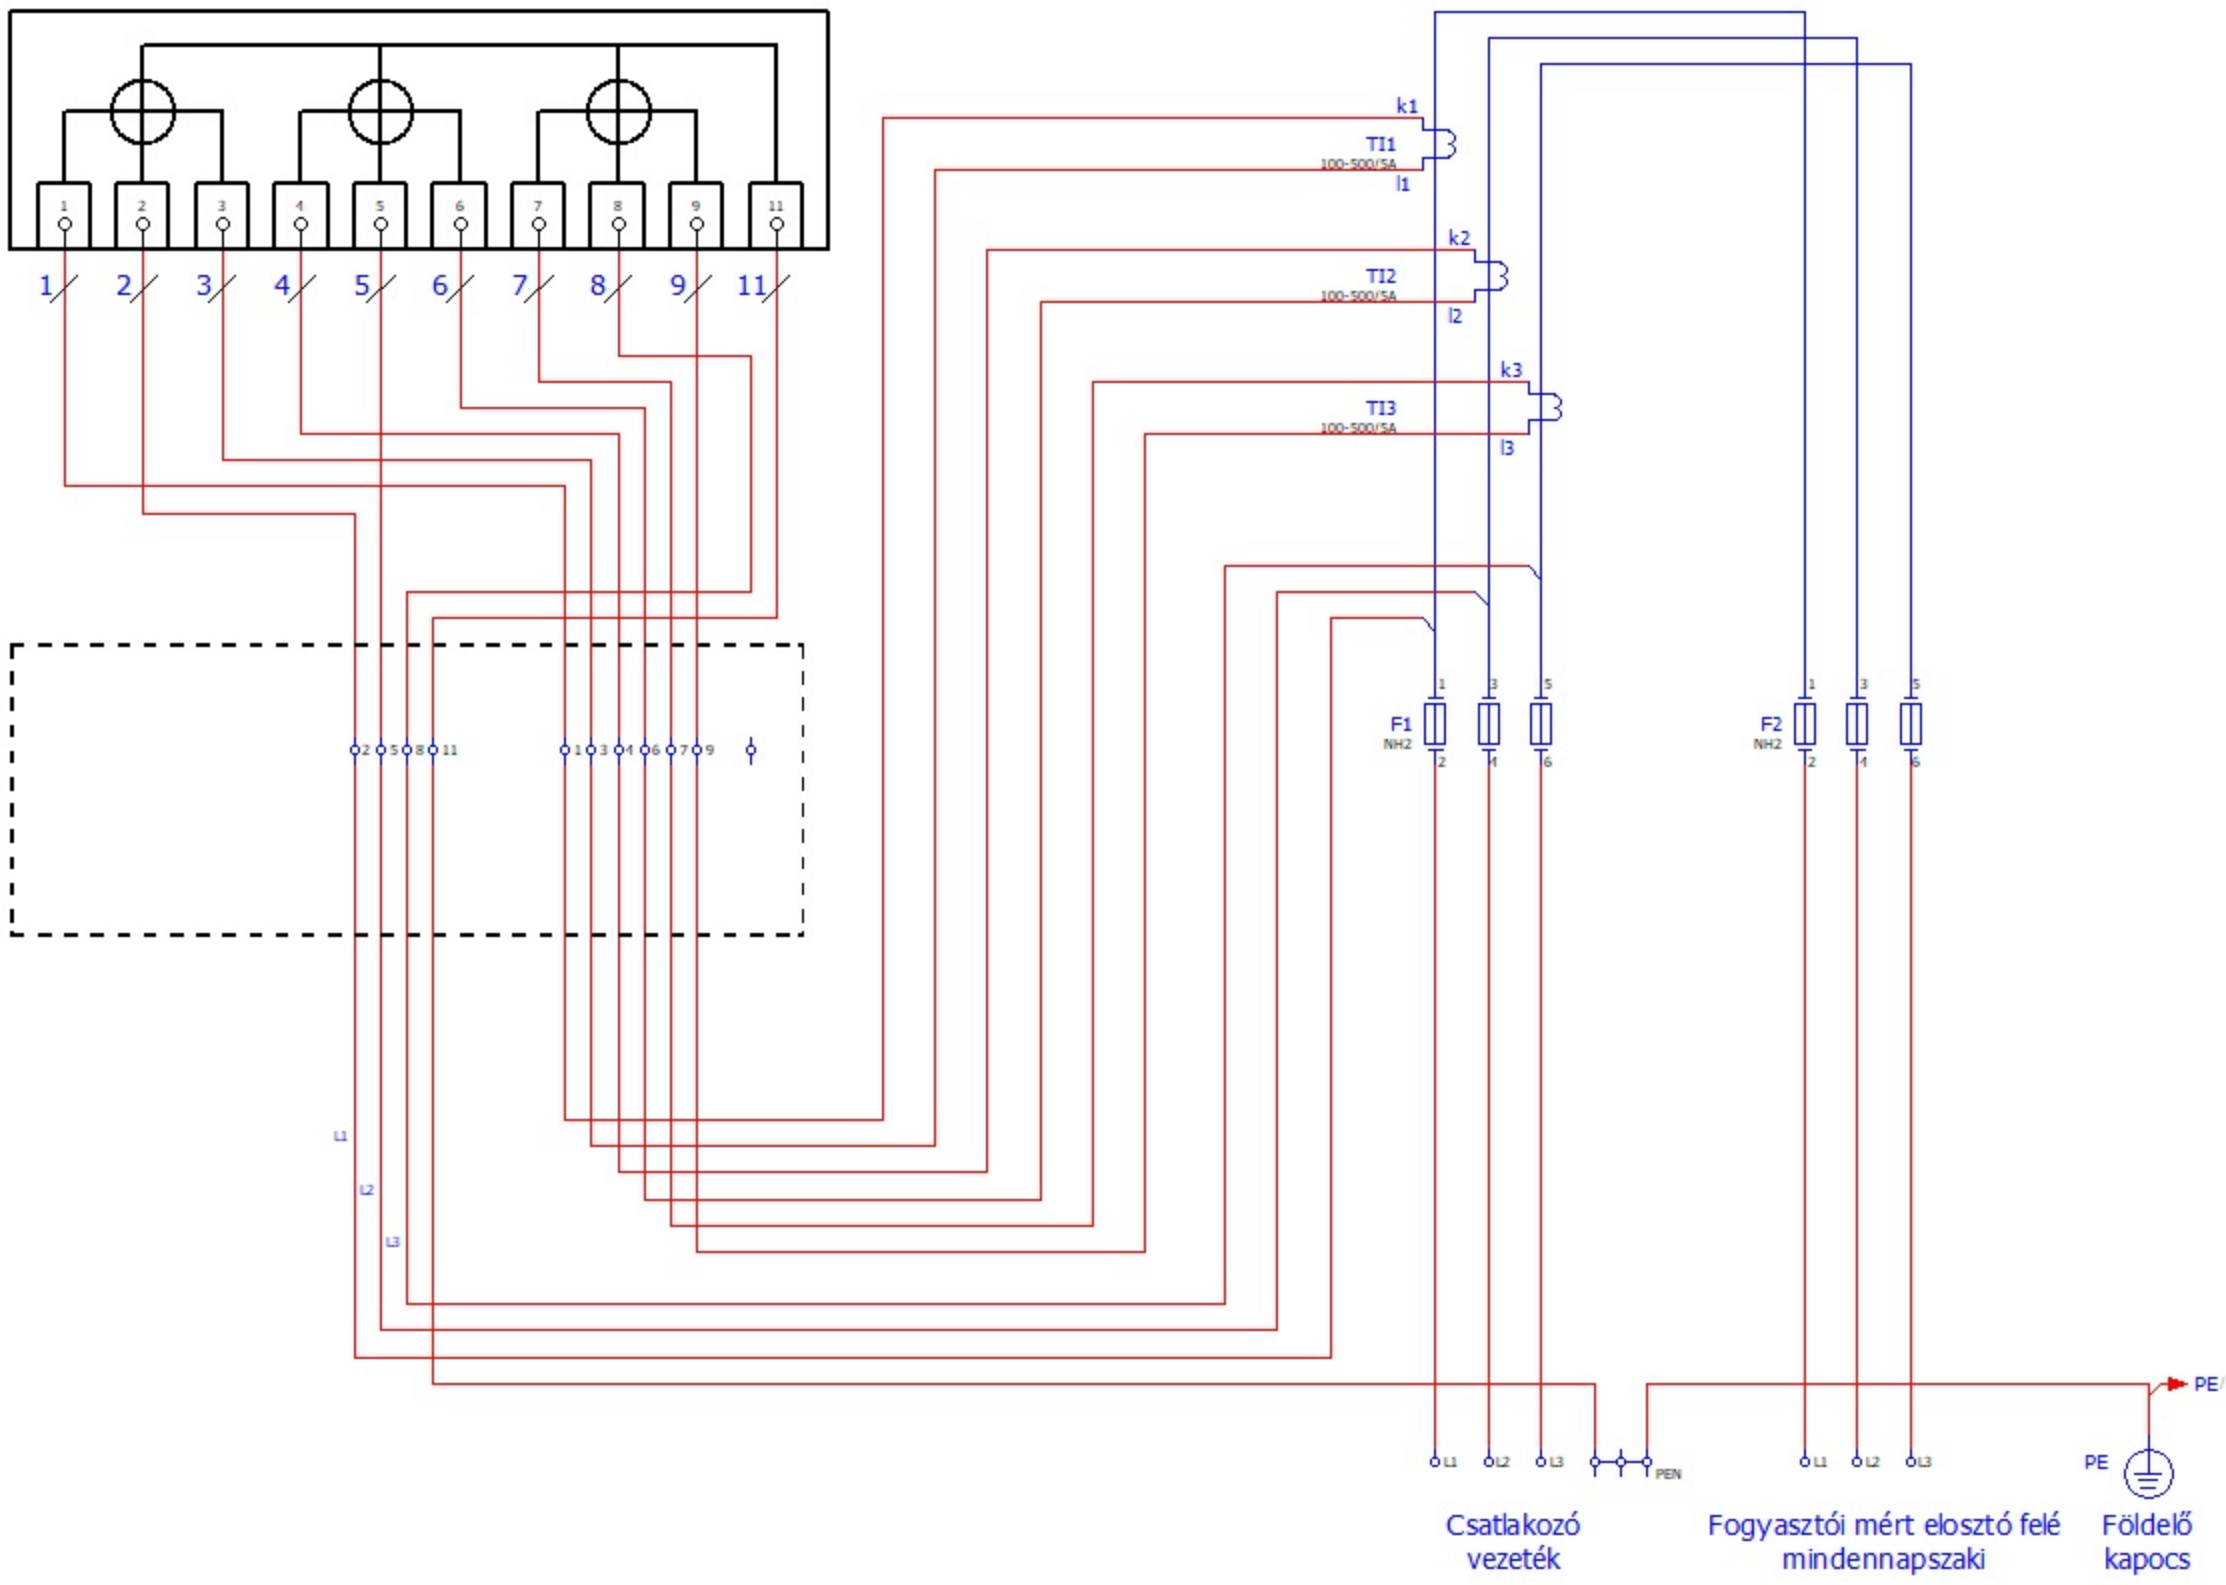 1 2 3 4 5 6 7 8 9 11
1 2 3 4 5 6 7 8 9 11
k1
TI1
100-500/5A
l1
k2
TI2
100-500/5A
l2
k3
TI3
100-500/5A
l3
1 3 5
F1
NH2
2 4 6
1 3 5
F2
NH2
2 4 6
2 5 8 11 1 3 4 6 7 9
L1
L2
L3
PE/
L1 L2 L3 PEN
L1 L2 L3
PE
Csatlakozó
vezeték
Fogyasztói mért elosztó felé
mindennapszaki
Földelő
kapocs